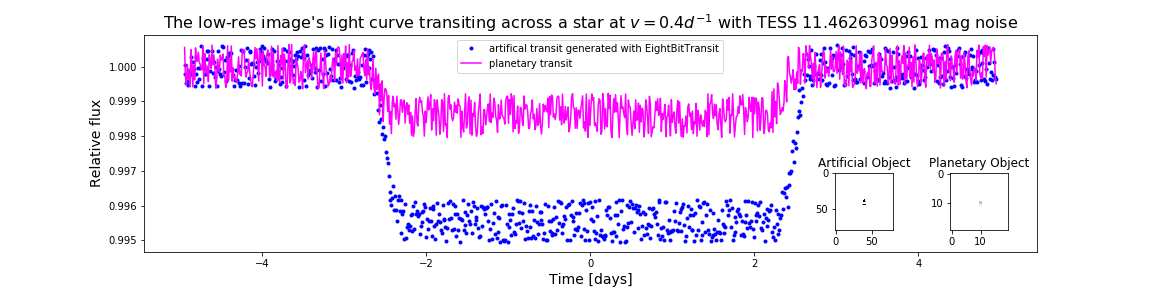 The low-res image's light curve transiting across a star at v = 0.4d⁻¹ with TESS 11.4626309961 mag noise
artifical transit generated with EightBitTransit
planetary transit
Relative flux
1.000
0.999
0.998
0.997
0.996
0.995
−4
−2
0
2
4
Time [days]
Artificial Object
0
50
0
50
Planetary Object
0
10
0
10